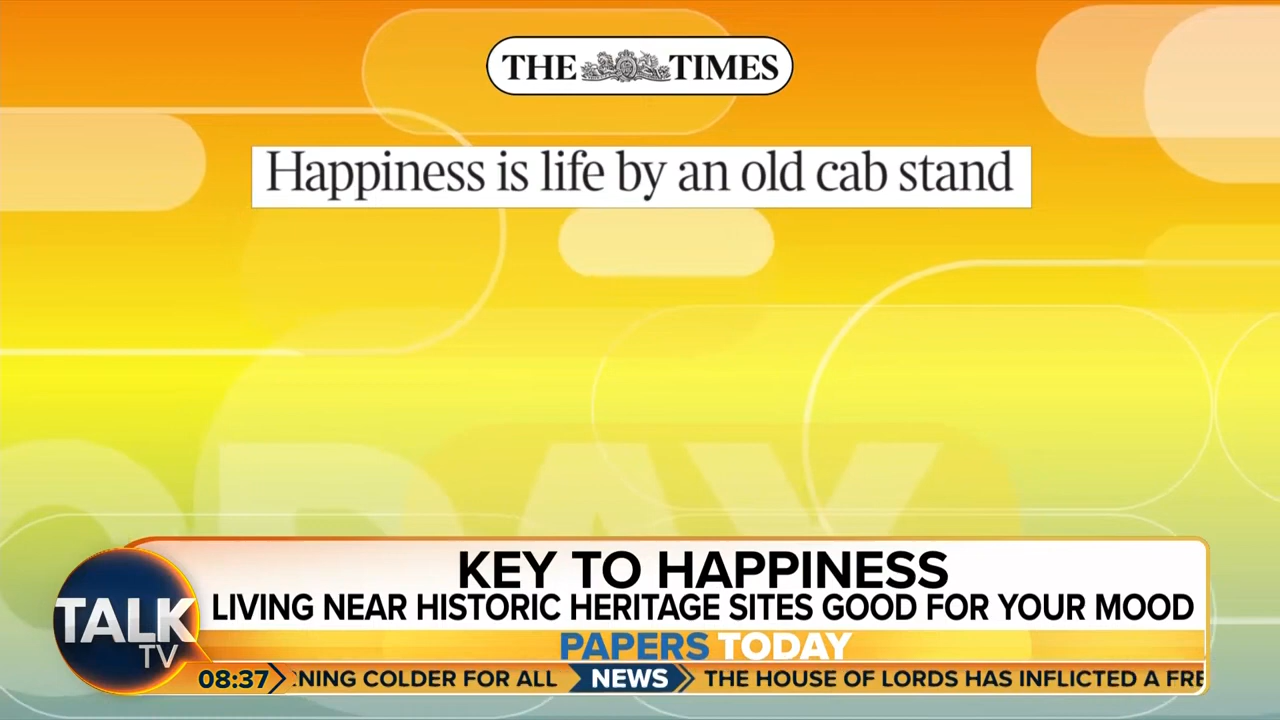 THE TIMES
Happiness is life by an old cab stand
KEY TO HAPPINESS
LIVING NEAR HISTORIC HERITAGE SITES GOOD FOR YOUR MOOD
TALK
TV
PAPERS TODAY
08:37 NING COLDER FOR ALL NEWS THE HOUSE OF LORDS HAS INFLICTED A FRE